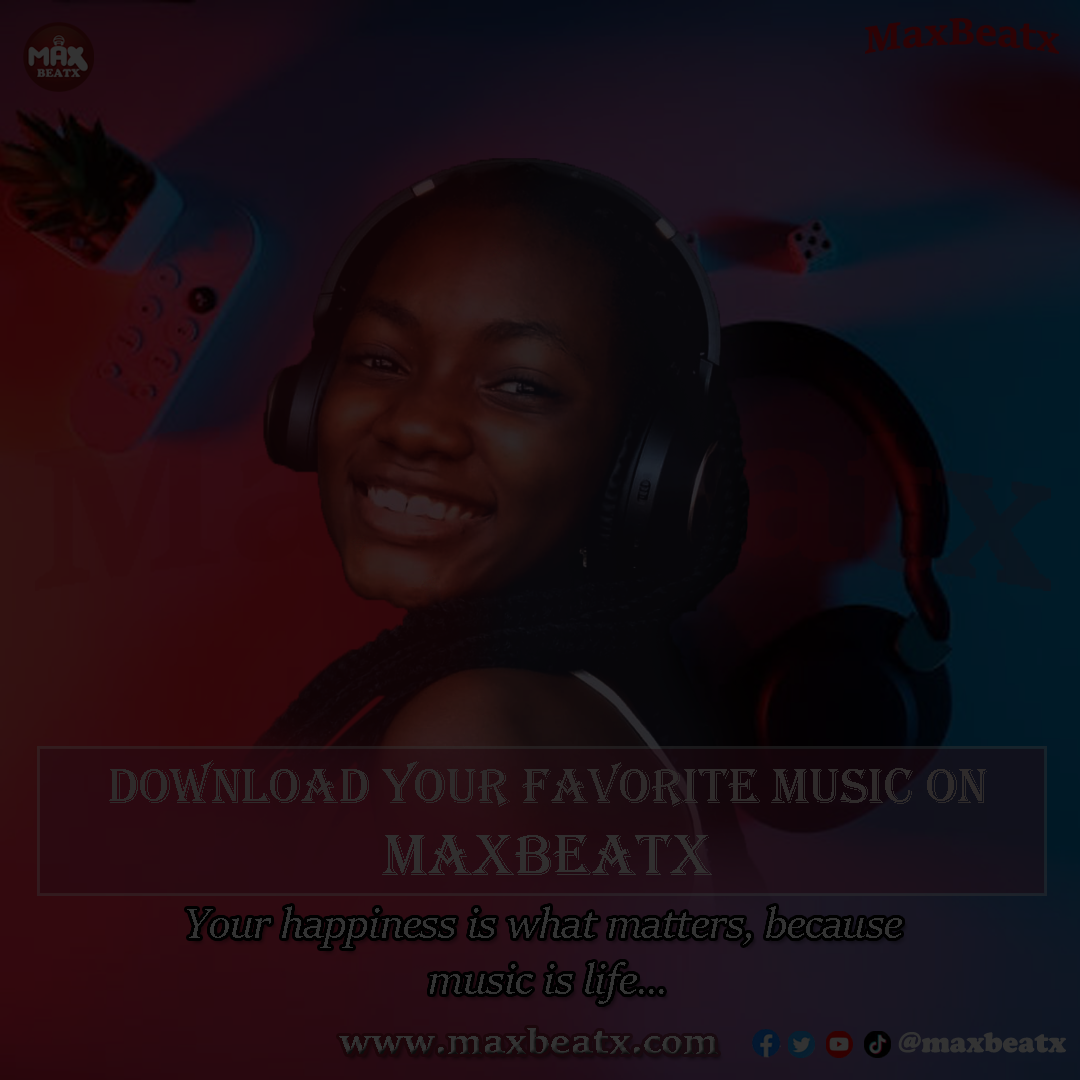 MAX
BEATX
MaxBeatx
MaxBeatx
DOWNLOAD YOUR FAVORITE MUSIC ON
MAXBEATX
Your happiness is what matters, because
music is life...
www.maxbeatx.com @maxbeatx